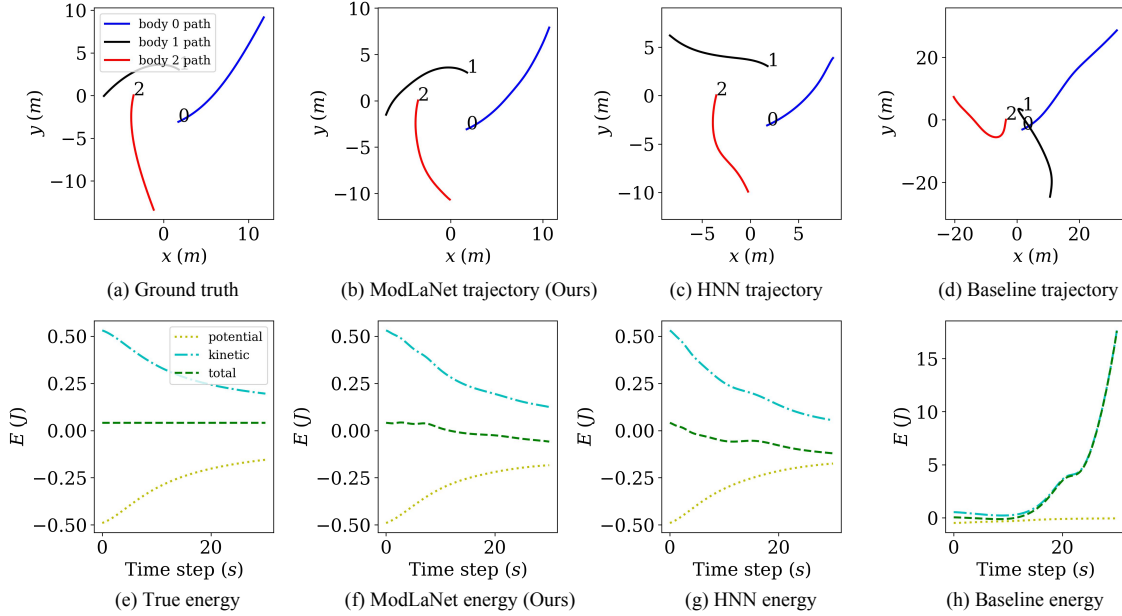 10
5
0
−5
−10
y (m)
0
10
x (m)
body 0 path
body 1 path
body 2 path
1
2
0
10
5
0
−5
−10
y (m)
0
10
x (m)
1
2
0
10
5
0
−5
−10
y (m)
−5
0
5
x (m)
1
2
0
20
0
−20
y (m)
−20
0
20
x (m)
1
2
0
(a) Ground truth
(b) ModLaNet trajectory (Ours)
(c) HNN trajectory
(d) Baseline trajectory
0.50
0.25
0.00
−0.25
−0.50
E (J)
0
20
Time step (s)
potential
kinetic
total
0.50
0.25
0.00
−0.25
−0.50
E (J)
0
20
Time step (s)
0.50
0.25
0.00
−0.25
−0.50
E (J)
0
20
Time step (s)
15
10
5
0
E (J)
0
20
Time step (s)
(e) True energy
(f) ModLaNet energy (Ours)
(g) HNN energy
(h) Baseline energy